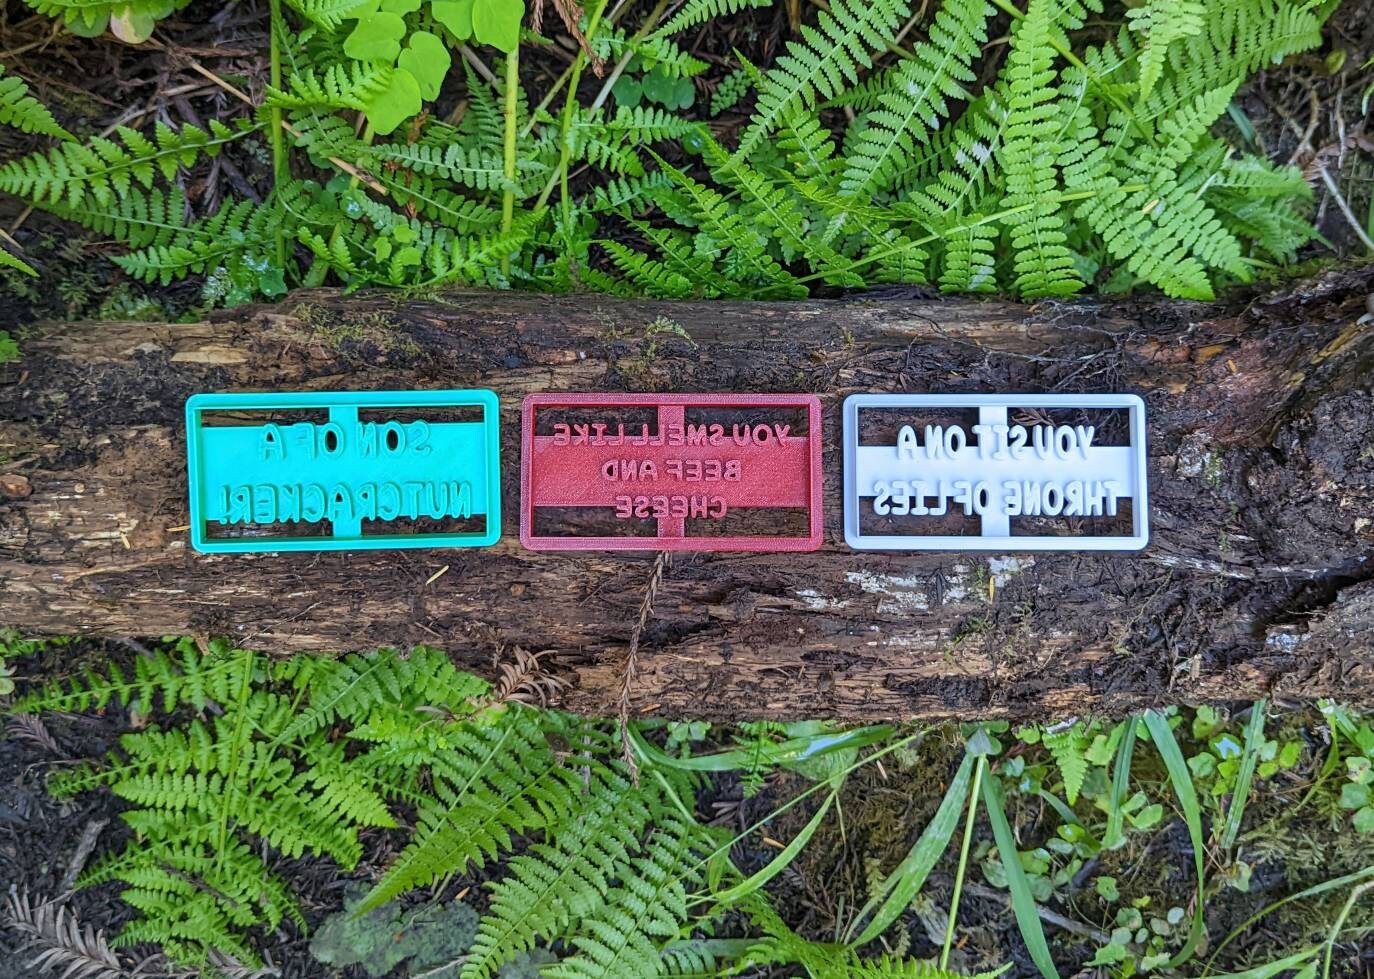 SON OF A
NUTCRACKER!
YOU SMELL LIKE
BEEF AND
CHEESE
YOU SIT ON A
THRONE OF LIES